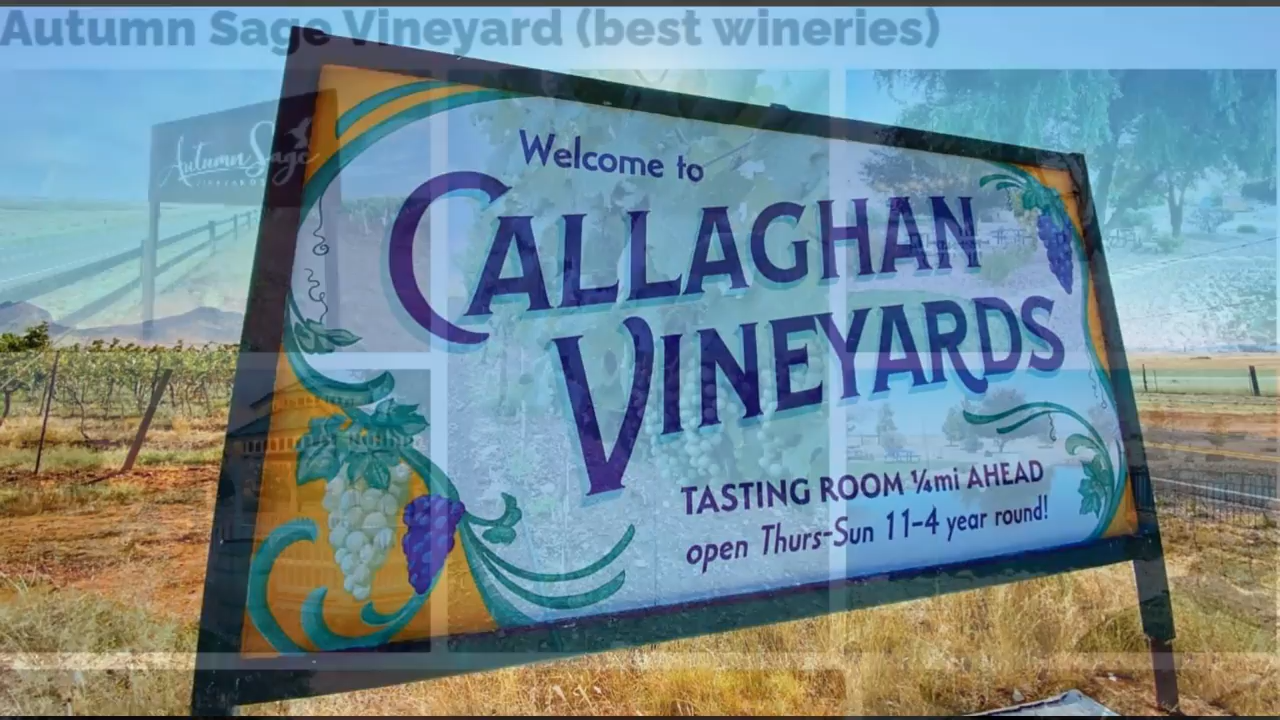 Autumn Sage Vineyard (best wineries)
Autumn Sage
VINEYARDS
Welcome to
CALLAGHAN
VINEYARDS
TASTING ROOM ¼mi AHEAD
open Thurs-Sun 11-4 year round!